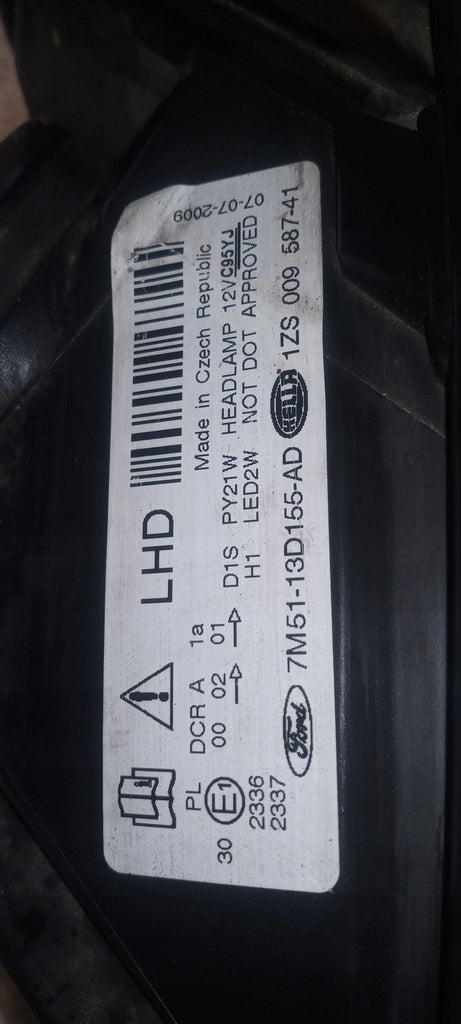 07-07-2009
LHD
Made in Czech Republic
PL DCR A 1a
30 E1 00 02 01
D1S PY21W HEADLAMP 12V C95YJ
2336 H1 LED2W NOT DOT APPROVED
2337
Ford 7M51-13D155-AD HELLA 1ZS 009 587-41